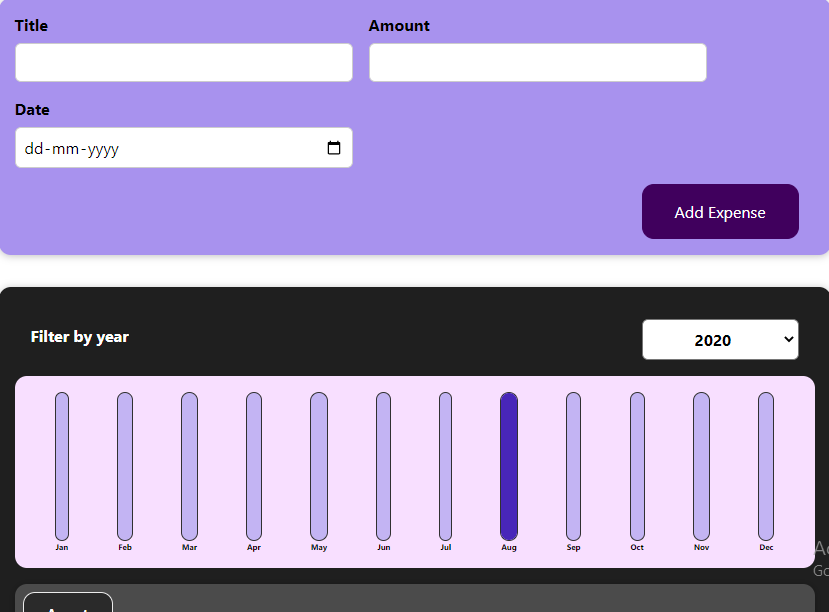 Title Amount
Date
dd-mm-yyyy
Add Expense
Filter by year
2020
Jan Feb Mar Apr May Jun Jul Aug Sep Oct Nov Dec